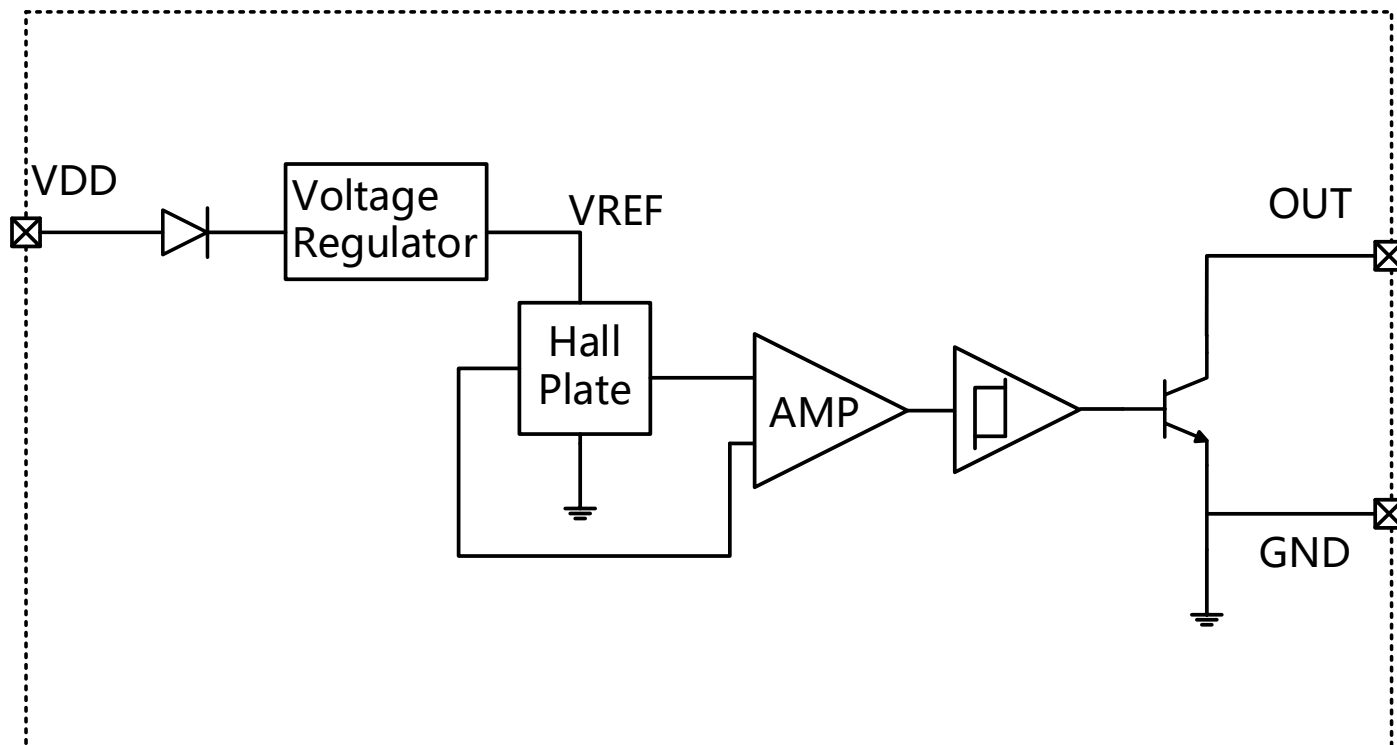 VDD
Voltage
Regulator
VREF
OUT
Hall
Plate
AMP
GND